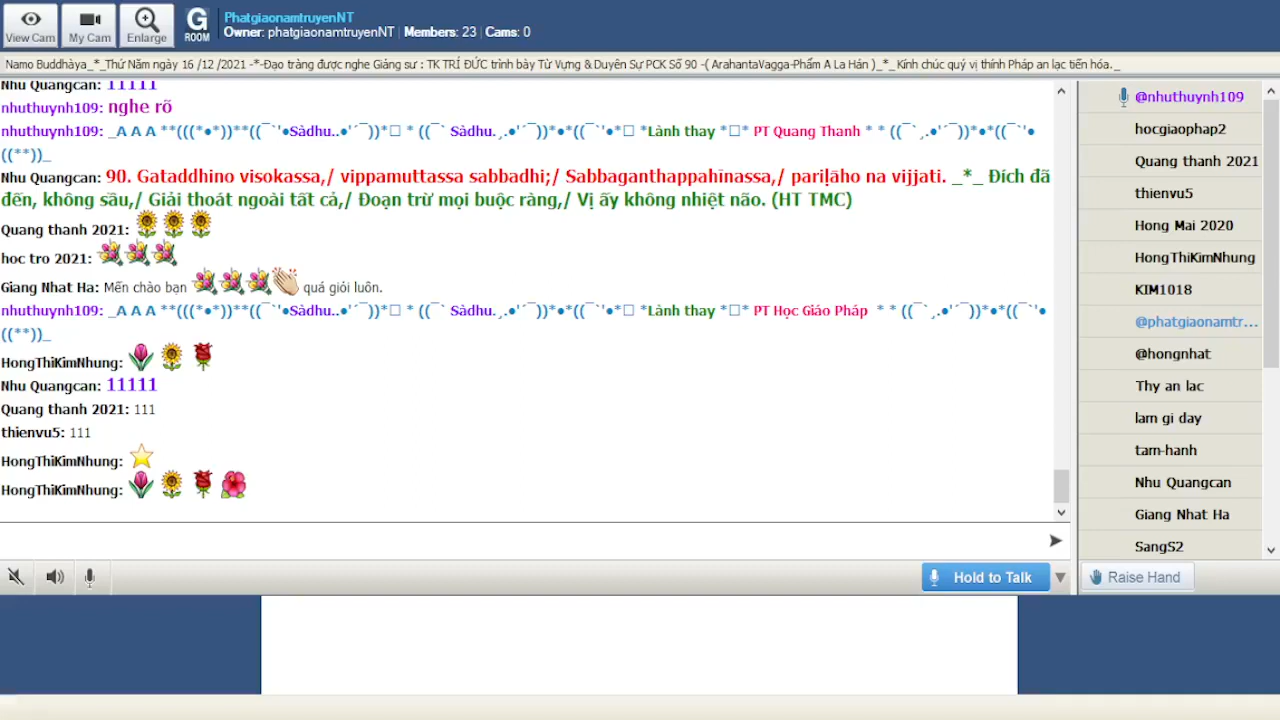 View Cam
My Cam
Enlarge
G
ROOM
PhatgiaonamtruyenNT
Owner: phatgiaonamtruyenNT | Members: 23 | Cams: 0
Namo Buddhàya_*_Thứ Năm ngày 16 /12 /2021 -*-Đạo tràng được nghe Giảng sư : TK TRÍ ĐỨC trình bày Từ Vựng & Duyên Sự PCK Số 90 -( ArahantaVagga-Phẩm A La Hán )_*_Kính chúc quý vị thính Pháp an lạc tiến hóa._
Nhu Quangcan: 11111
nhuthuynh109: nghe rõ
nhuthuynh109: _A A A **(((*●*))**((¯`'●Sàdhu..●'´¯))*□ * ((¯` Sàdhu.¸.●'´¯))*●*((¯`'●*□ *Lành thay *□* PT Quang Thanh * * ((¯`¸.●'´¯))*●*((¯`'●
((**))_
Nhu Quangcan: 90. Gataddhino visokassa,/ vippamuttassa sabbadhi;/ Sabbaganthappahīnassa,/ pariḷāho na vijjati. _*_ Đích đã
đến, không sầu,/ Giải thoát ngoài tất cả,/ Đoạn trừ mọi buộc ràng,/ Vị ấy không nhiệt não. (HT TMC)
Quang thanh 2021:
hoc tro 2021:
Giang Nhat Ha: Mến chào bạn quá giỏi luôn.
nhuthuynh109: _A A A **(((*●*))**((¯`'●Sàdhu..●'´¯))*□ * ((¯` Sàdhu.¸.●'´¯))*●*((¯`'●*□ *Lành thay *□* PT Học Giáo Pháp * * ((¯`¸.●'´¯))*●*((¯`'●
((**))_
HongThiKimNhung:
Nhu Quangcan: 11111
Quang thanh 2021: 111
thienvu5: 111
HongThiKimNhung:
HongThiKimNhung:
Hold to Talk
@nhuthuynh109
hocgiaophap2
Quang thanh 2021
thienvu5
Hong Mai 2020
HongThiKimNhung
KIM1018
@phatgiaonamtr...
@hongnhat
Thy an lac
lam gi day
tam-hanh
Nhu Quangcan
Giang Nhat Ha
SangS2
Raise Hand